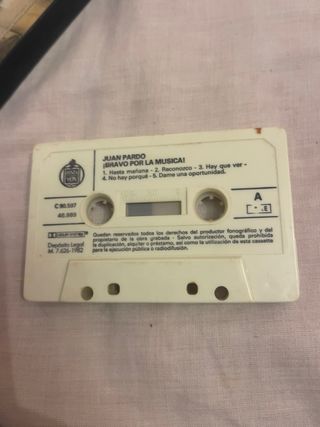 JUAN PARDO
¡BRAVO POR LA MUSICA!
1. Hasta mañana - 2. Reconozco - 3. Hay que ver -
4. No hay porqué - 5. Dame una oportunidad.
C 90.597
A
DOLBY SYSTEM
Quedan reservados todos los derechos del productor fonográfico y del
propietario de la obra grabada - Salvo autorización, queda prohibida
la duplicación, alquiler o préstamo, así como la utilización de esta cassette
para la ejecución pública o radiodifusión.
Depósito Legal
M. 7.626-1982